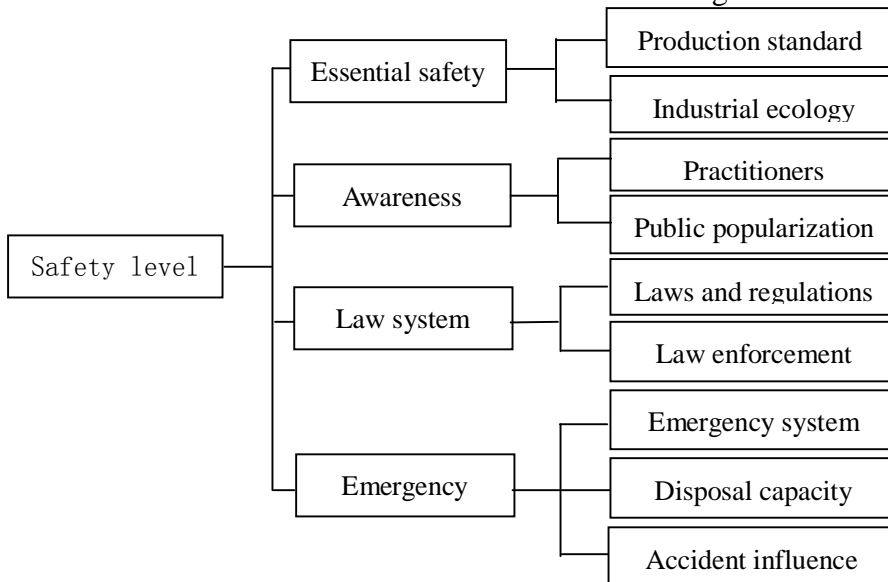 Production standard
Essential safety
Industrial ecology
Practitioners
Awareness
Public popularization
Safety level
Laws and regulations
Law system
Law enforcement
Emergency system
Emergency
Disposal capacity
Accident influence